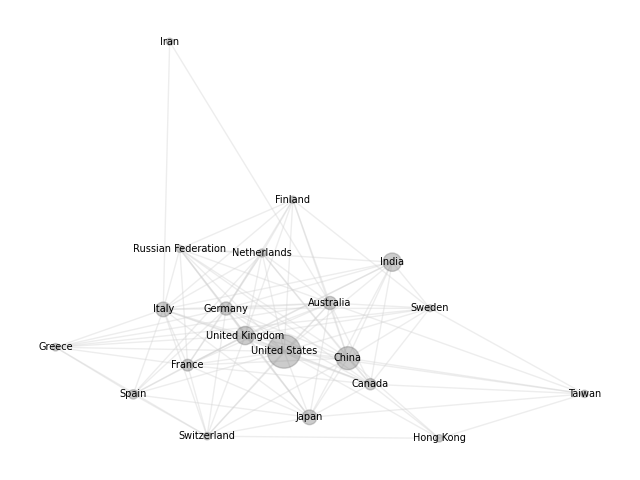 Iran
Finland
Russian Federation
Netherlands
India
Italy
Germany
Australia
Sweden
United Kingdom
Greece
United States
China
France
Canada
Spain
Taiwan
Japan
Switzerland
Hong Kong